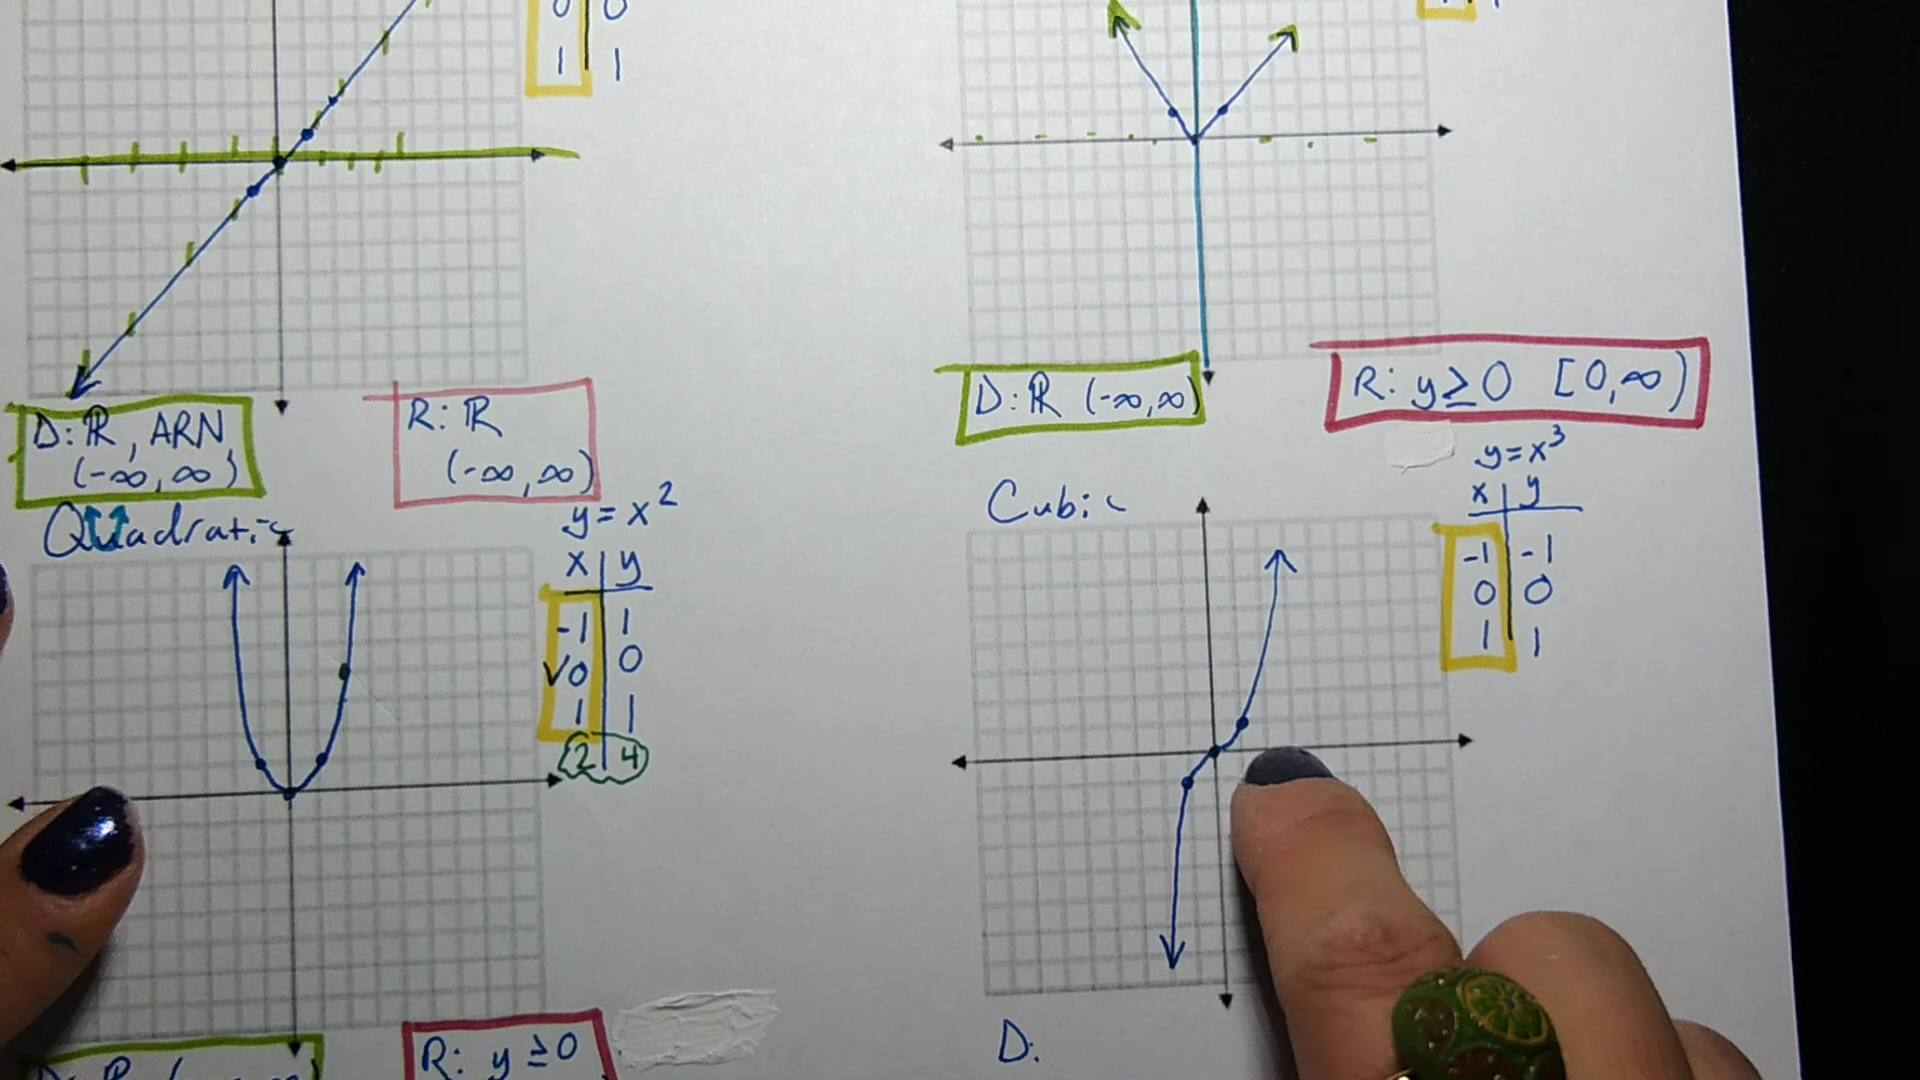 0 0
1 1
D: ℝ, ARN
(-∞, ∞)
R: ℝ
(-∞, ∞)
D: ℝ (-∞, ∞)
R: y ≥ 0 [0, ∞)
Quadratic
y = x²
x y
-1 1
√0 0
1 1
2 4
R: y ≥ 0
Cubic
y = x³
x y
-1 -1
0 0
1 1
D: